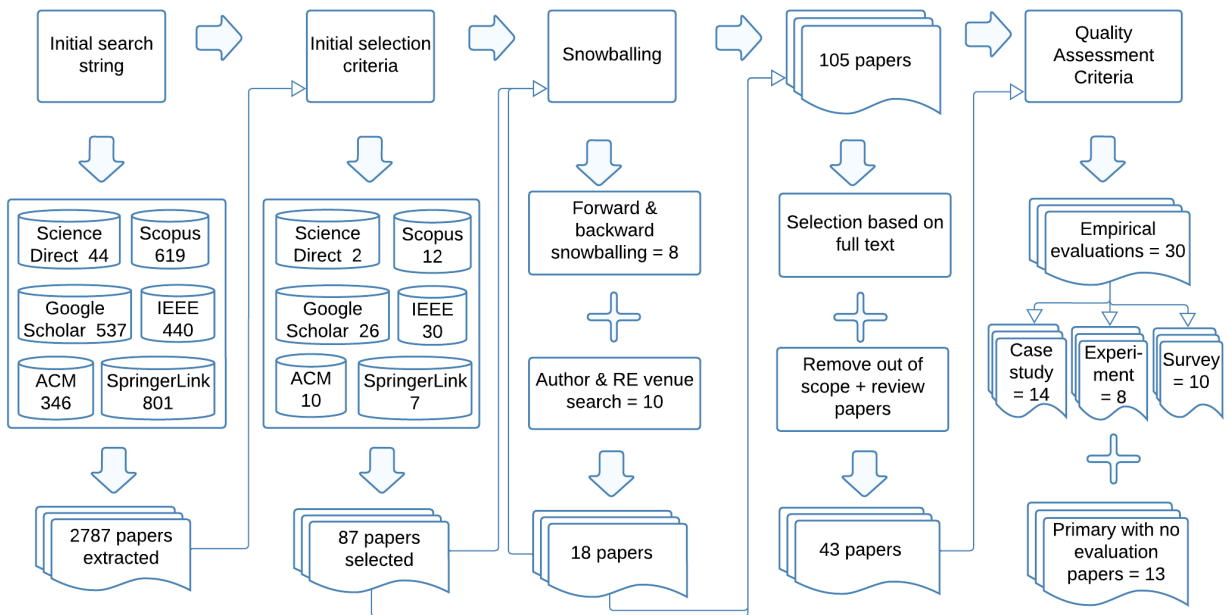 Initial search
string
Science
Direct 44
Scopus
619
Google
Scholar 537
IEEE
440
ACM
346
SpringerLink
801
2787 papers
extracted
Initial selection
criteria
Science
Direct 2
Scopus
12
Google
Scholar 26
IEEE
30
ACM
10
SpringerLink
7
87 papers
selected
Snowballing
Forward &
backward
snowballing = 8
Author & RE venue
search = 10
18 papers
105 papers
Selection based on
full text
Remove out of
scope + review
papers
43 papers
Quality
Assessment
Criteria
Empirical
evaluations = 30
Case
study
= 14
Experi-
ment
= 8
Survey
= 10
Primary with no
evaluation
papers = 13